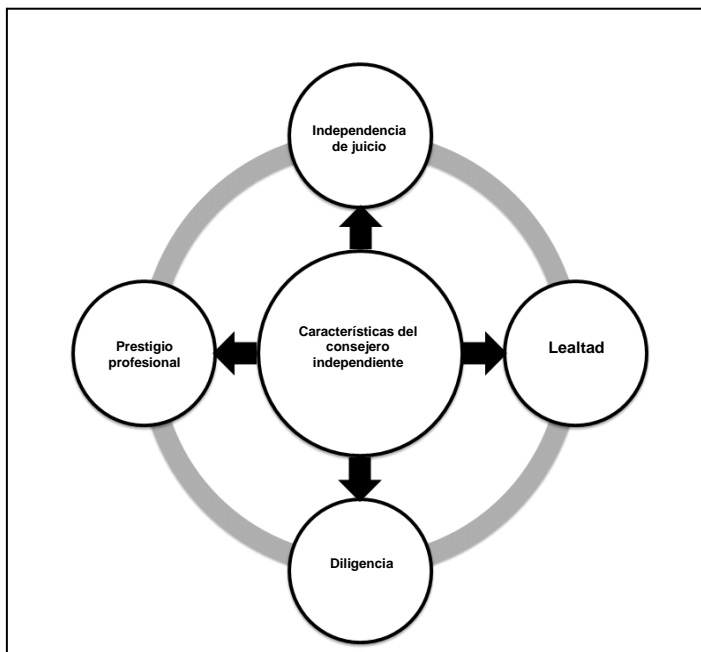 Independencia
de juicio
Prestigio
profesional
Características del
consejero
independiente
Lealtad
Diligencia